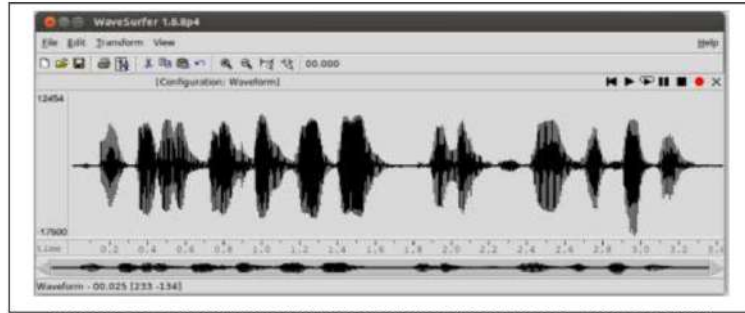 WaveSurfer 1.8.8p4
File Edit Transform View Help
00.000
[Configuration: Waveform]
12454
-17600
time 0.2 0.4 0.6 0.8 1.0 1.2 1.4 1.6 1.8 2.0 2.2 2.4 2.6 2.8 3.0 3.2 3.4
Waveform - 00.025 [233 -134]